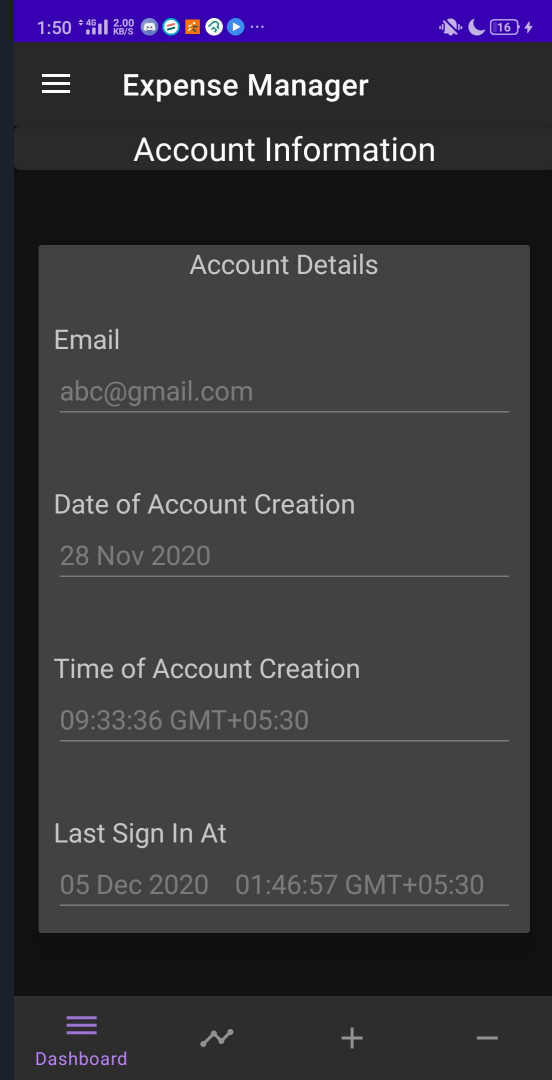 1:50 4G 2.00 KB/S 16
Expense Manager
Account Information
Account Details
Email
abc@gmail.com
Date of Account Creation
28 Nov 2020
Time of Account Creation
09:33:36 GMT+05:30
Last Sign In At
05 Dec 2020 01:46:57 GMT+05:30
Dashboard